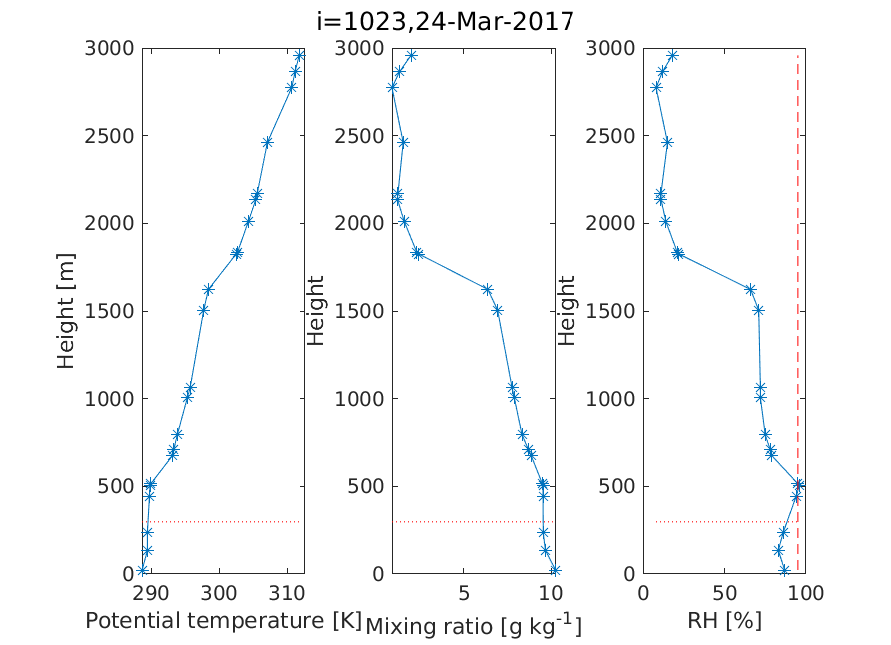 i=1023,24-Mar-2017
Height [m]
3000
2500
2000
1500
1000
500
0
290 300 310
Potential temperature [K]
Height
3000
2500
2000
1500
1000
500
0
5 10
Mixing ratio [g kg-1]
Height
3000
2500
2000
1500
1000
500
0
0 50 100
RH [%]